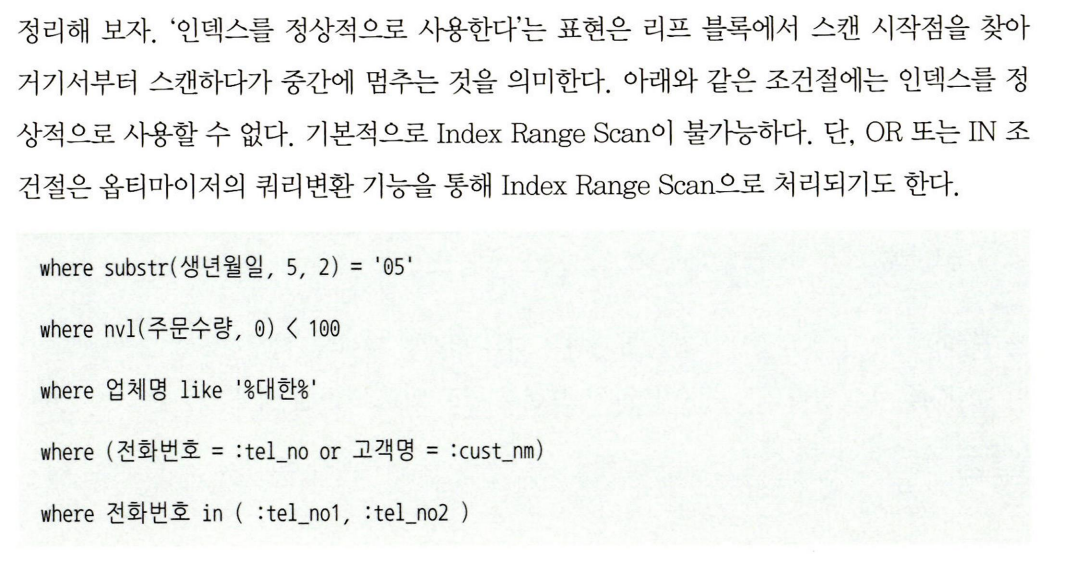 정리해 보자. ‘인덱스를 정상적으로 사용한다’는 표현은 리프 블록에서 스캔 시작점을 찾아
거기서부터 스캔하다가 중간에 멈추는 것을 의미한다. 아래와 같은 조건절에는 인덱스를 정
상적으로 사용할 수 없다. 기본적으로 Index Range Scan이 불가능하다. 단, OR 또는 IN 조
건절은 옵티마이저의 쿼리변환 기능을 통해 Index Range Scan으로 처리되기도 한다.
where substr(생년월일, 5, 2) = '05'
where nvl(주문수량, 0) < 100
where 업체명 like '%대한%'
where (전화번호 = :tel_no or 고객명 = :cust_nm)
where 전화번호 in ( :tel_no1, :tel_no2 )